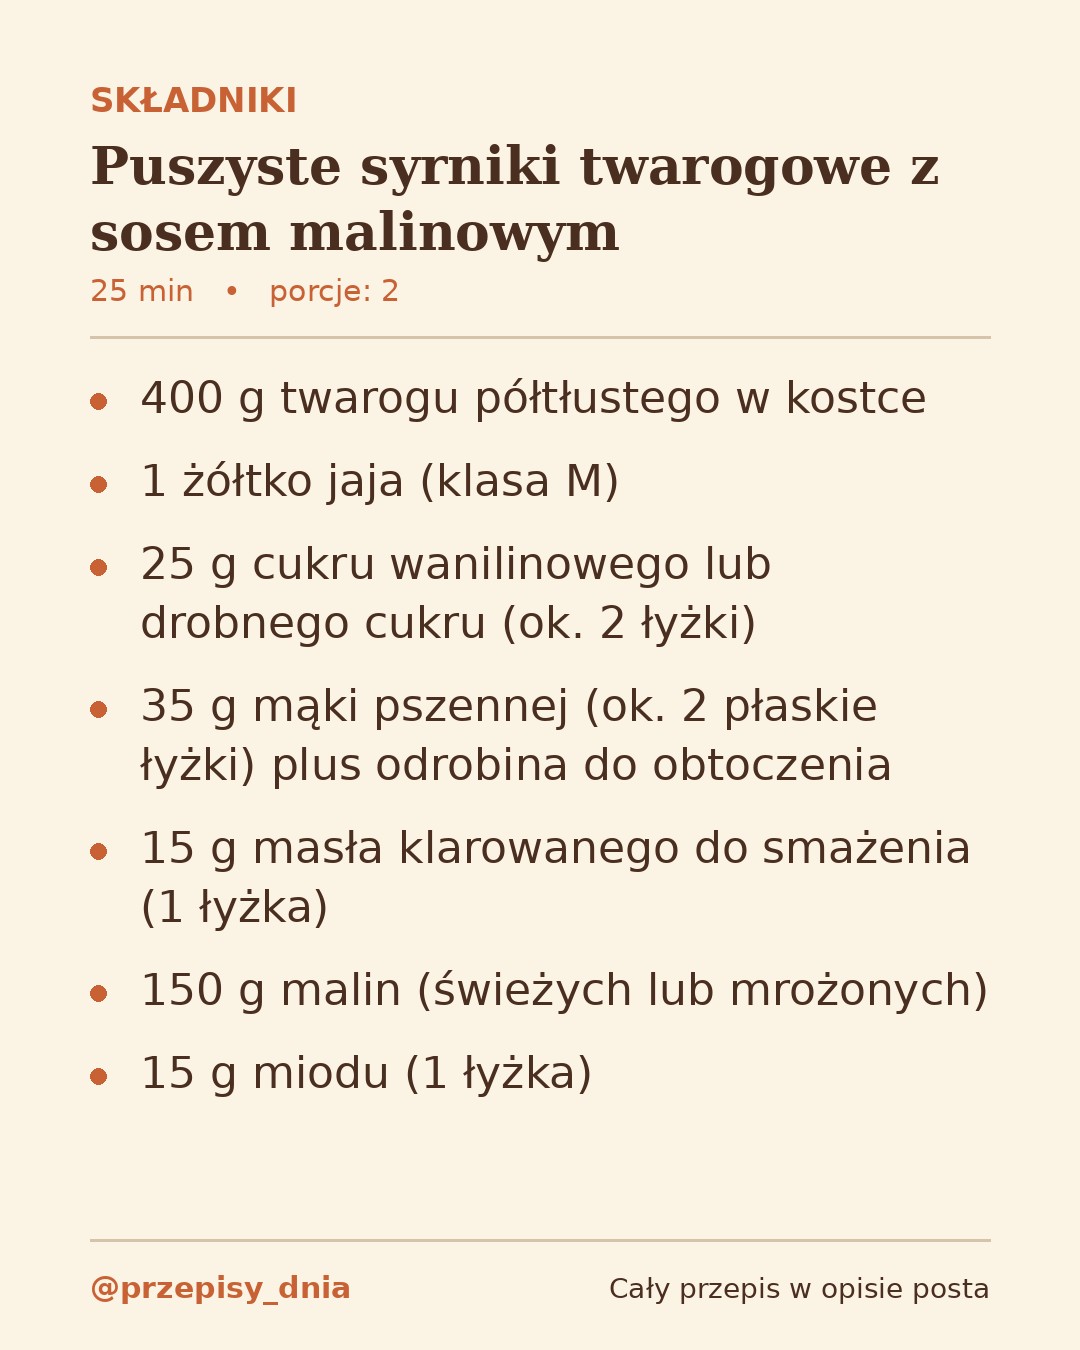 SKŁADNIKI
Puszyste syrniki twarogowe z
sosem malinowym
25 min • porcje: 2
• 400 g twarogu półtłustego w kostce
• 1 żółtko jaja (klasa M)
• 25 g cukru wanilinowego lub
drobnego cukru (ok. 2 łyżki)
• 35 g mąki pszennej (ok. 2 płaskie
łyżki) plus odrobina do obtoczenia
• 15 g masła klarowanego do smażenia
(1 łyżka)
• 150 g malin (świeżych lub mrożonych)
• 15 g miodu (1 łyżka)
@przepisy_dnia
Cały przepis w opisie posta